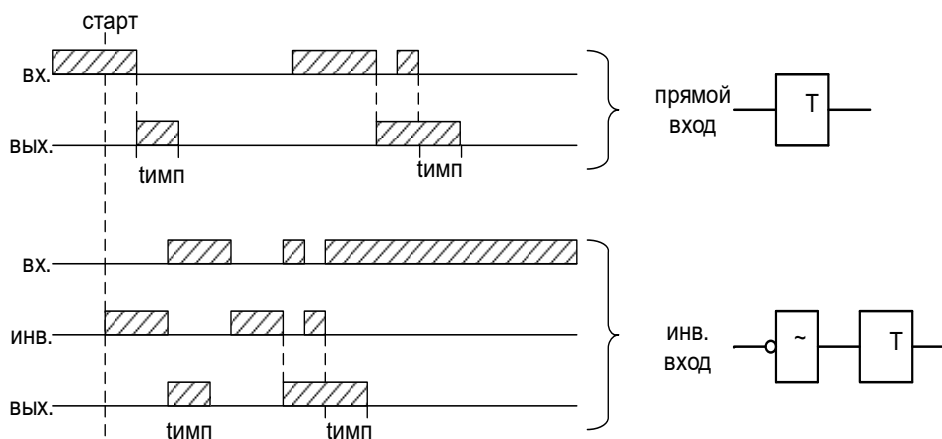 старт
вх.
вых.
tимп
tимп
прямой
вход
T
вх.
инв.
вых.
tимп
tимп
инв.
вход
~
T